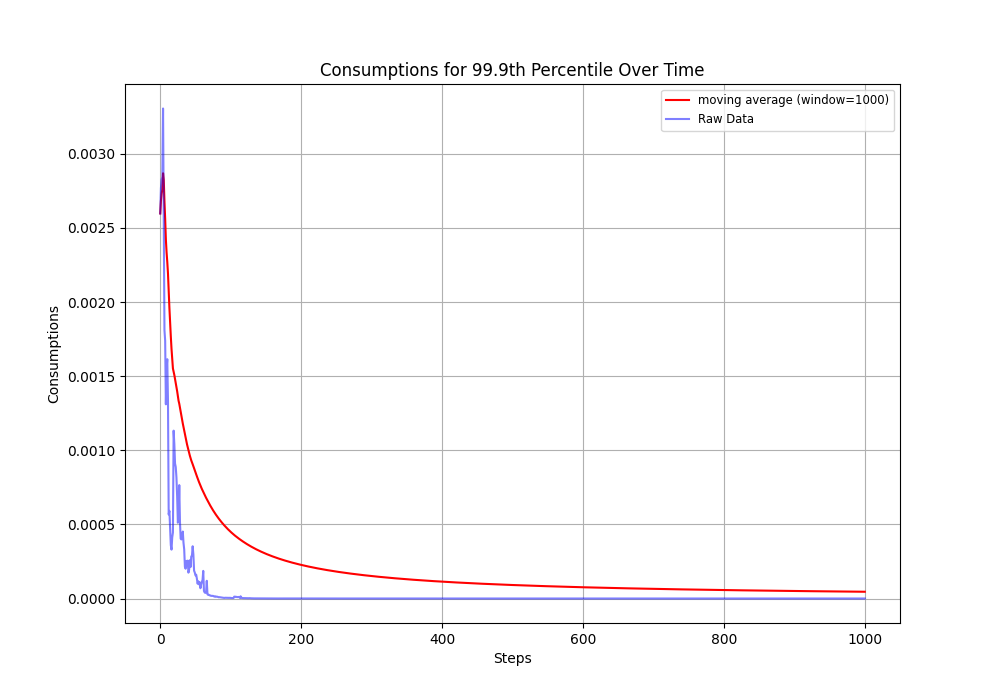 Consumptions for 99.9th Percentile Over Time
moving average (window=1000)
Raw Data
0.0030
0.0025
0.0020
0.0015
0.0010
0.0005
0.0000
Consumptions
0 200 400 600 800 1000
Steps